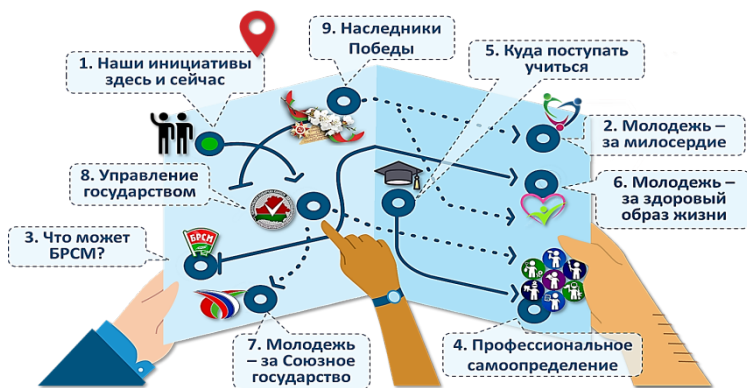 1. Наши инициативы
здесь и сейчас
9. Наследники
Победы
5. Куда поступать
учиться
2. Молодежь –
за милосердие
8. Управление
государством
6. Молодежь –
за здоровый
образ жизни
3. Что может
БРСМ?
БРСМ
7. Молодежь
– за Союзное
государство
4. Профессиональное
самоопределение